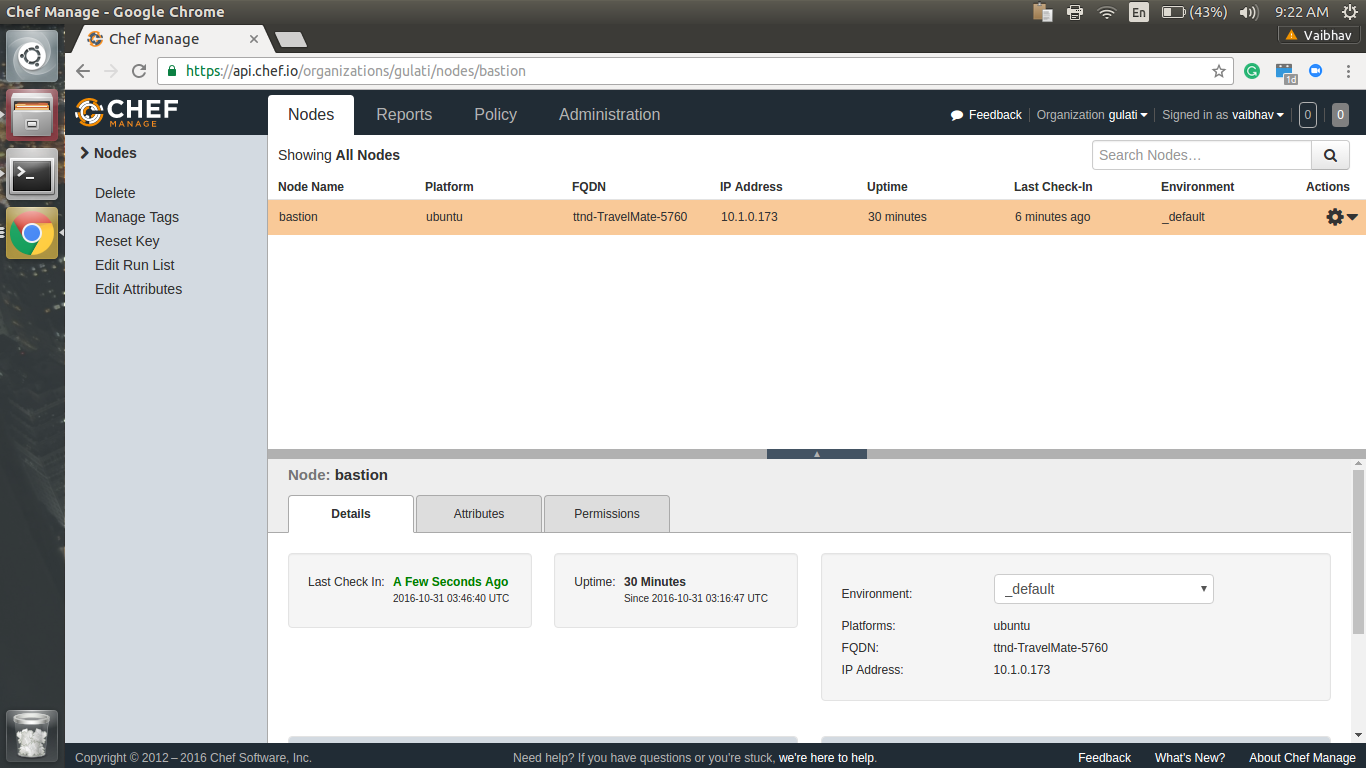 Chef Manage - Google Chrome
En (43%) 9:22 AM
Chef Manage
Vaibhav
https://api.chef.io/organizations/gulati/nodes/bastion
1d
CHEF
MANAGE
Nodes Reports Policy Administration
Feedback Organization gulati Signed in as vaibhav 0 0
Nodes
Delete
Manage Tags
Reset Key
Edit Run List
Edit Attributes
Showing All Nodes
Search Nodes…
Node Name Platform FQDN IP Address Uptime Last Check-In Environment Actions
bastion ubuntu ttnd-TravelMate-5760 10.1.0.173 30 minutes 6 minutes ago _default
Node: bastion
Details Attributes Permissions
Last Check In: A Few Seconds Ago
2016-10-31 03:46:40 UTC
Uptime: 30 Minutes
Since 2016-10-31 03:16:47 UTC
Environment: _default
Platforms: ubuntu
FQDN: ttnd-TravelMate-5760
IP Address: 10.1.0.173
Copyright © 2012 – 2016 Chef Software, Inc.
Need help? If you have questions or you're stuck, we're here to help.
Feedback What's New? About Chef Manage